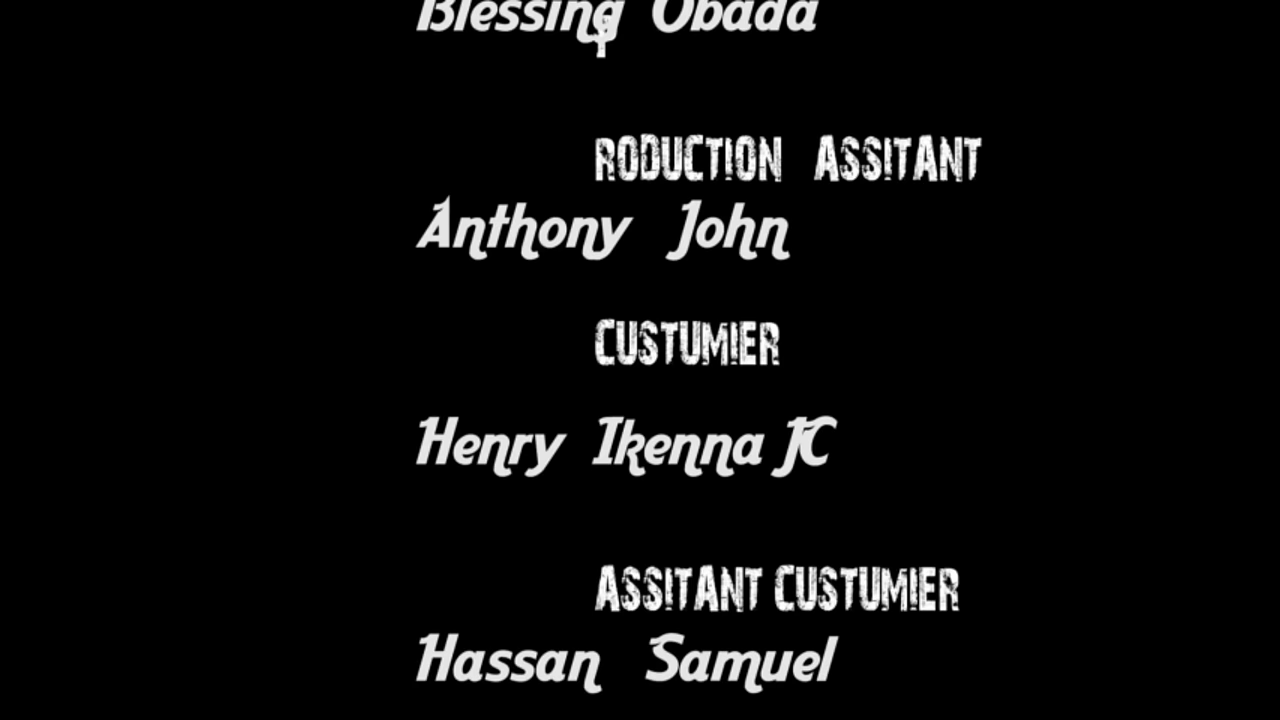 Blessing Obada
P
RODUCTION ASSITANT
Anthony John
CUSTUMIER
Henry Ikenna JC
ASSITANT CUSTUMIER
Hassan Samuel